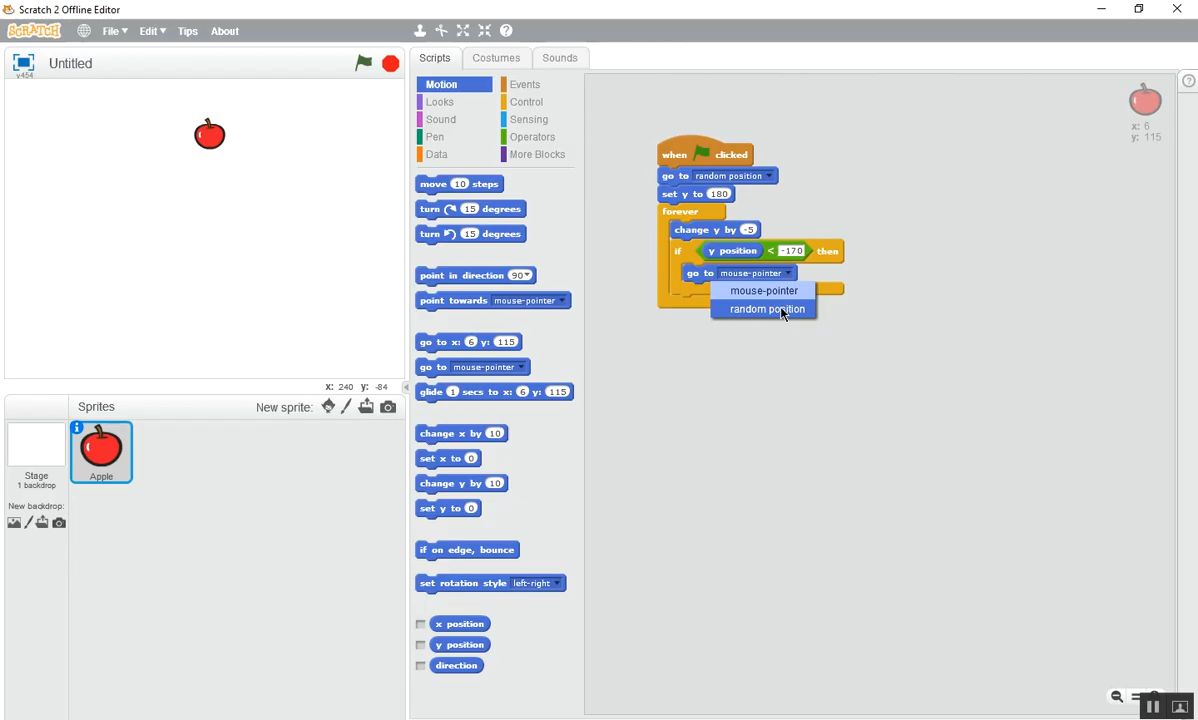 Scratch 2 Offline Editor
SCRATCH File Edit Tips About
v454 Untitled
Scripts Costumes Sounds
Motion Events
Looks Control
Sound Sensing
Pen Operators
Data More Blocks
move 10 steps
turn 15 degrees
turn 15 degrees
point in direction 90
point towards mouse-pointer
go to x: 6 y: 115
go to mouse-pointer
glide 1 secs to x: 6 y: 115
change x by 10
set x to 0
change y by 10
set y to 0
if on edge, bounce
set rotation style left-right
x position
y position
direction
when clicked
go to random position
set y to 180
forever
change y by -5
if y position < -170 then
go to mouse-pointer
mouse-pointer
random position
x: 6
y: 115
x: 240 y: -84
Sprites New sprite:
Stage
1 backdrop
New backdrop:
Apple